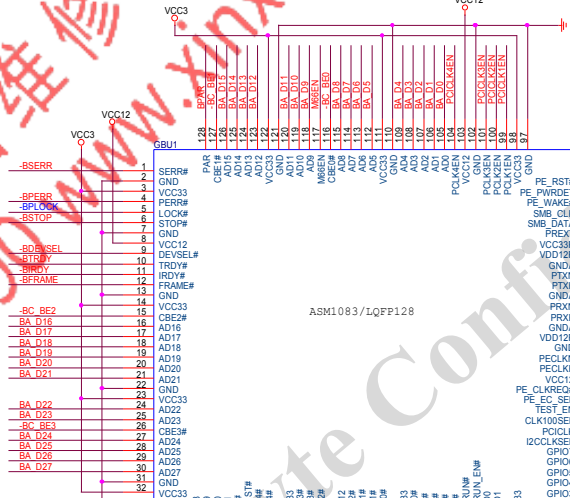 VCC3
VCC12
BPAR
-BC_BE1
BA_D15
BA_D14
BA_D13
BA_D12
BA_D11
BA_D10
BA_D9
M66EN
-BC_BE0
BA_D8
BA_D7
BA_D6
BA_D5
BA_D4
BA_D3
BA_D2
BA_D1
BA_D0
PCICLK4EN
PCICLK3EN
PCICLK2EN
PCICLK1EN
VCC12
VCC3
GBU1
128 127 126 125 124 123 122 121 120 119 118 117 116 115 114 113 112 111 110 109 108 107 106 105 104 103 102 101 100 99 98 97
PAR
CBE1#
AD15
AD14
AD13
AD12
VCC33
GND
AD11
AD10
AD9
M66EN
CBE0#
AD8
AD7
AD6
AD5
VCC33
GND
AD4
AD3
AD2
AD1
AD0
PCLK4EN
VCC12
GND
PCLK3EN
PCLK2EN
PCLK1EN
VCC33
GND
-BSERR 1 SERR#
2 GND
3 VCC33
-BPERR 4 PERR#
-BPLOCK 5 LOCK#
-BSTOP 6 STOP#
7 GND
8 VCC12
-BDEVSEL 9 DEVSEL#
-BTRDY 10 TRDY#
-BIRDY 11 IRDY#
-BFRAME 12 FRAME#
13 GND
14 VCC33
-BC_BE2 15 CBE2#
BA_D16 16 AD16
BA_D17 17 AD17
BA_D18 18 AD18
BA_D19 19 AD19
BA_D20 20 AD20
BA_D21 21 AD21
22 GND
23 VCC33
BA_D22 24 AD22
BA_D23 25 AD23
-BC_BE3 26 CBE3#
BA_D24 27 AD24
BA_D25 28 AD25
BA_D26 29 AD26
BA_D27 30 AD27
31 GND
32 VCC33
ASM1083/LQFP128
PE_RST#
PE_PWRDET
PE_WAKE
SMB_CL
SMB_DAT
PREX
VCC33
VDD12
GND
PTX
PTX
GND
PRX
PRX
GND
VDD12
GND
PECLK
PECLK
VCC1
PE_CLKREQ
PE_EC_SE
TEST_E
CLK100SE
PCICL
I2CCLKSE
GPIO
GPIO
GPIO
GPIO
GPIO
www.xin
yte Confi